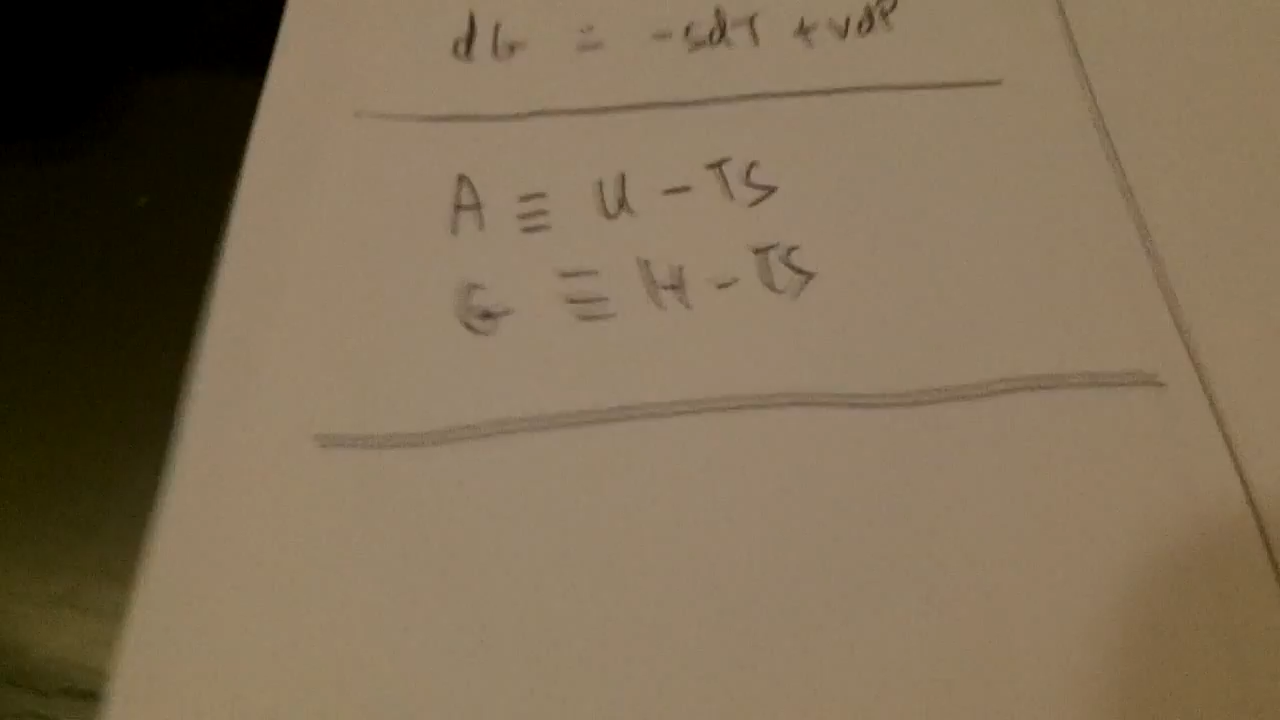 dG = -SdT + VdP
A ≡ U - TS
G ≡ H - TS